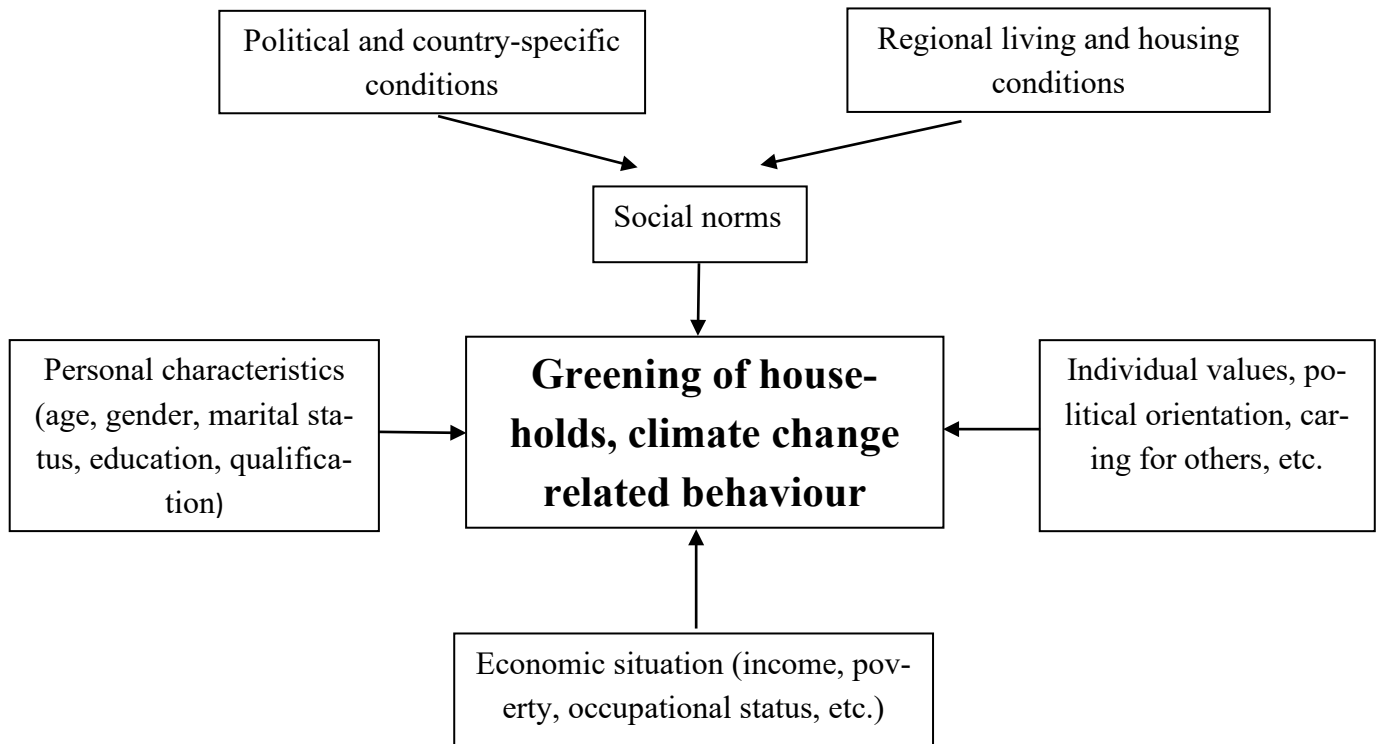 Political and country-specific
conditions
Regional living and housing
conditions
Social norms
Personal characteristics
(age, gender, marital sta-
tus, education, qualifica-
tion)
Greening of house-
holds, climate change
related behaviour
Individual values, po-
litical orientation, car-
ing for others, etc.
Economic situation (income, pov-
erty, occupational status, etc.)